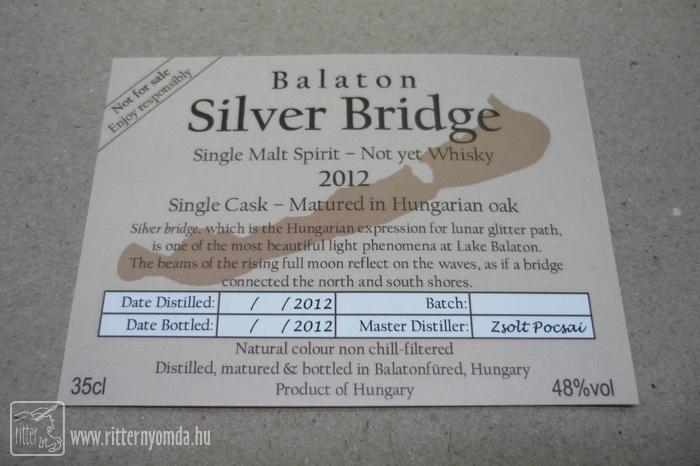 Not for sale
Enjoy responsibly
Balaton
Silver Bridge
Single Malt Spirit – Not yet Whisky
2012
Single Cask – Matured in Hungarian oak
Silver bridge, which is the Hungarian expression for lunar glitter path,
is one of the most beautiful light phenomena at Lake Balaton.
The beams of the rising full moon reflect on the waves, as if a bridge
connected the north and south shores.
Date Distilled: / / 2012 Batch:
Date Bottled: / / 2012 Master Distiller: Zsolt Pocsai
Natural colour non chill-filtered
Distilled, matured & bottled in Balatonfüred, Hungary
35cl Product of Hungary 48%vol
ritter www.ritternyomda.hu